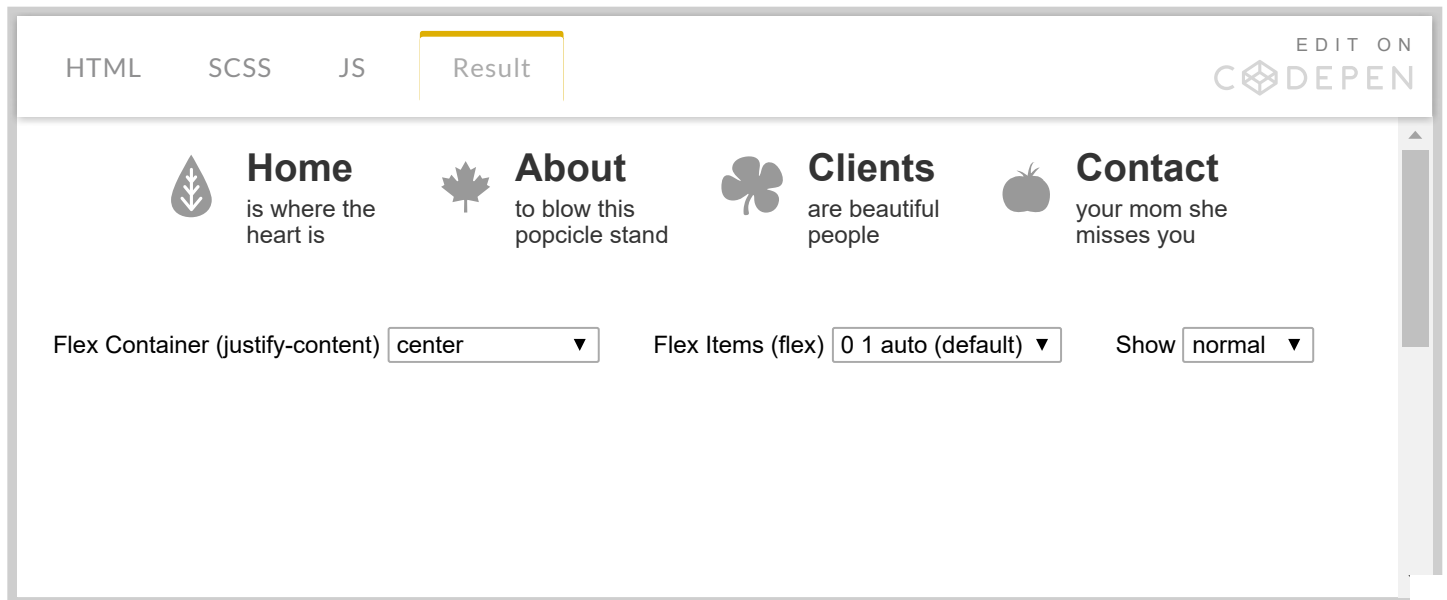 HTML SCSS JS Result
EDIT ON
CODEPEN
Home
is where the
heart is
About
to blow this
popcicle stand
Clients
are beautiful
people
Contact
your mom she
misses you
Flex Container (justify-content) center Flex Items (flex) 0 1 auto (default) Show normal